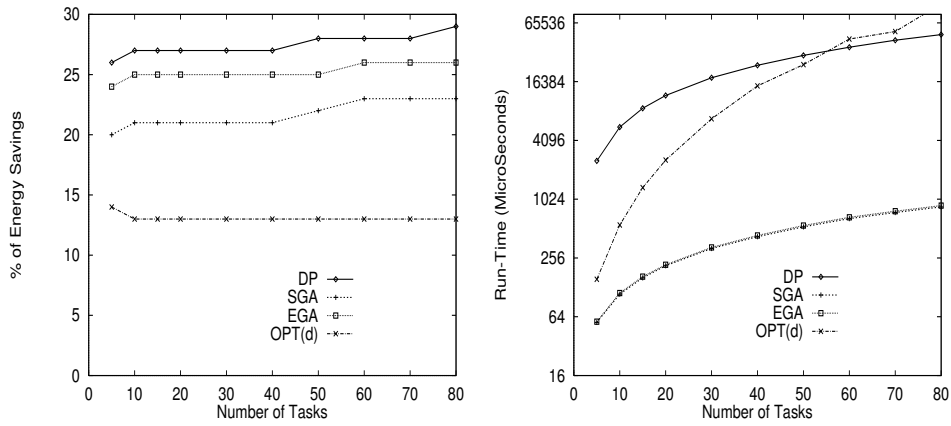 % of Energy Savings
30
25
20
15
10
5
0
DP
SGA
EGA
OPT(d)
0 10 20 30 40 50 60 70 80
Number of Tasks
Run-Time (MicroSeconds)
65536
16384
4096
1024
256
64
16
DP
SGA
EGA
OPT(d)
0 10 20 30 40 50 60 70 80
Number of Tasks